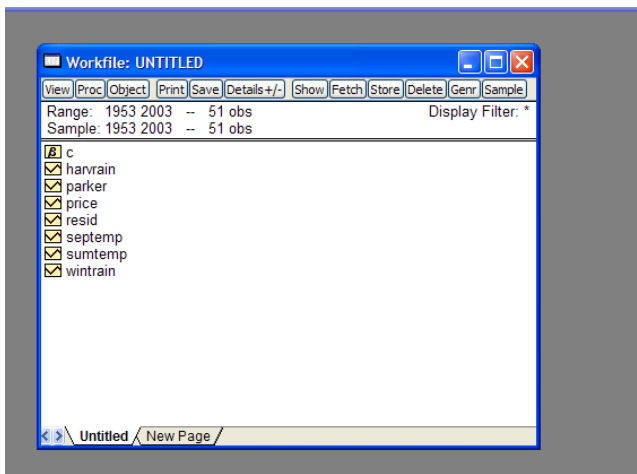 Workfile: UNTITLED
View Proc Object Print Save Details+/- Show Fetch Store Delete Genr Sample
Range: 1953 2003 -- 51 obs Display Filter: *
Sample: 1953 2003 -- 51 obs
β c
harvrain
parker
price
resid
septemp
sumtemp
wintrain
Untitled New Page